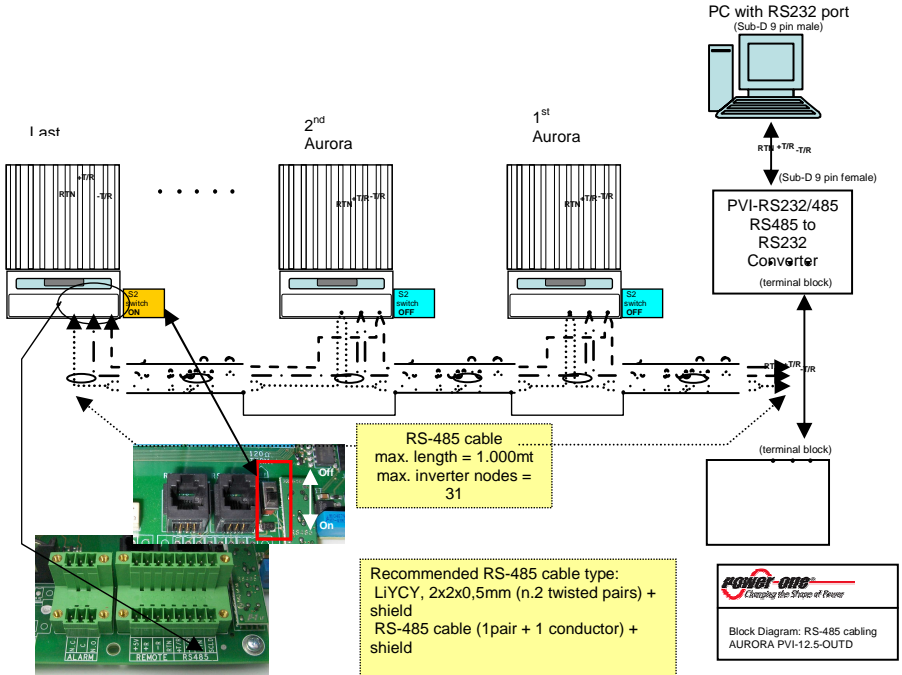 PC with RS232 port
(Sub-D 9 pin male)
RTN +T/R -T/R
(Sub-D 9 pin female)
PVI-RS232/485
RS485 to
RS232
Converter
(terminal block)
RTN +T/R -T/R
(terminal block)
Last
2nd
Aurora
1st
Aurora
RTN +T/R -T/R
RTN +T/R -T/R
RTN +T/R -T/R
S2
switch
ON
S2
switch
OFF
S2
switch
OFF
RS-485 cable
max. length = 1.000mt
max. inverter nodes =
31
120Ω
Off
On
N.C
C
N.O
ALARM
+5V
+R
-R
REMOTE
RS485
Recommended RS-485 cable type:
LiYCY, 2x2x0,5mm (n.2 twisted pairs) +
shield
RS-485 cable (1pair + 1 conductor) +
shield
power-one
Changing the Shape of Power
Block Diagram: RS-485 cabling
AURORA PVI-12.5-OUTD